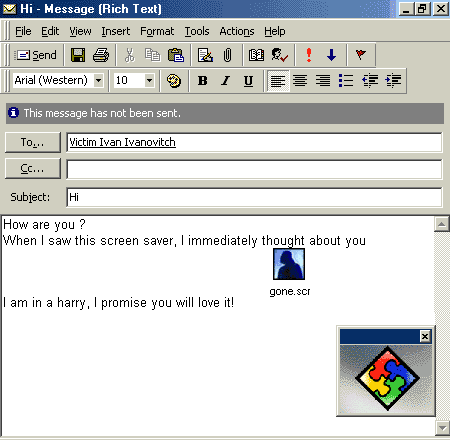 Hi - Message (Rich Text)
File Edit View Insert Format Tools Actions Help
Send
Arial (Western) 10 B I U
This message has not been sent.
To... Victim Ivan Ivanovitch
Cc...
Subject: Hi
How are you ?
When I saw this screen saver, I immediately thought about you
gone.scr
I am in a harry, I promise you will love it!